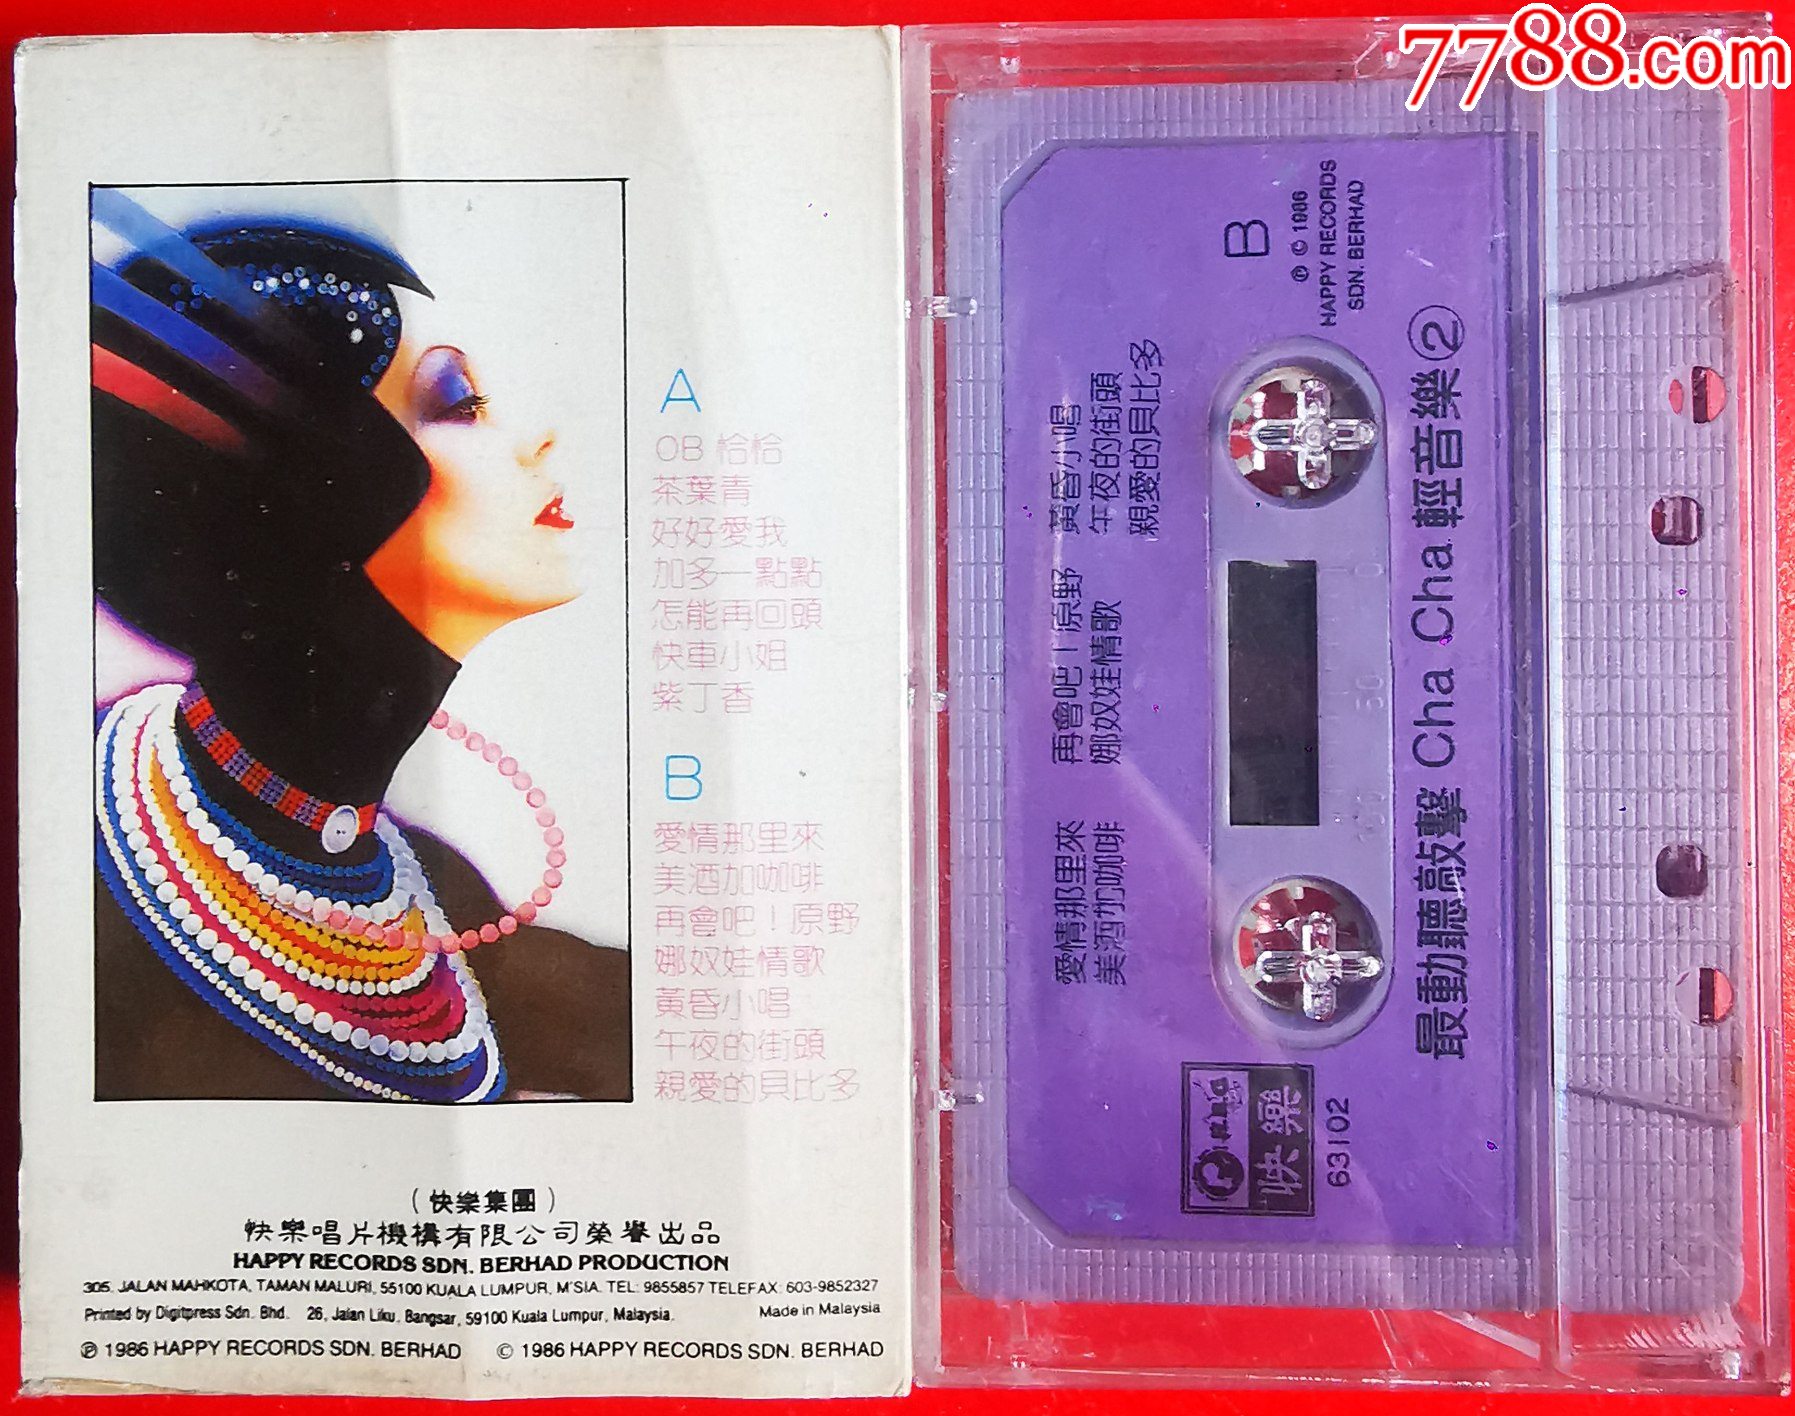 7788.com
A
OB 恰恰
茶葉青
好好愛我
加多一點點
怎能再回頭
快車小姐
紫丁香
B
愛情那里來
美酒加咖啡
再會吧！原野
娜奴娃情歌
黃昏小唱
午夜的街頭
親愛的貝比多
（快樂集團）
快樂唱片機構有限公司榮譽出品
HAPPY RECORDS SDN. BERHAD PRODUCTION
305, JALAN MAHKOTA, TAMAN MALURI, 55100 KUALA LUMPUR, M'SIA. TEL: 9855857 TELEFAX: 603-9852327
Printed by Digitpress Sdn. Bhd. 26, Jalan Liku, Bangsar, 59100 Kuala Lumpur, Malaysia. Made in Malaysia
℗ 1986 HAPPY RECORDS SDN. BERHAD © 1986 HAPPY RECORDS SDN. BERHAD
愛情那里來 再會吧！原野 黃昏小唱
美酒加咖啡 娜奴娃情歌 午夜的街頭
親愛的貝比多
B
℗ © 1986
HAPPY RECORDS
SDN. BERHAD
快樂
63102
100 50 0
最動聽敲擊 Cha Cha Cha 輕音樂②